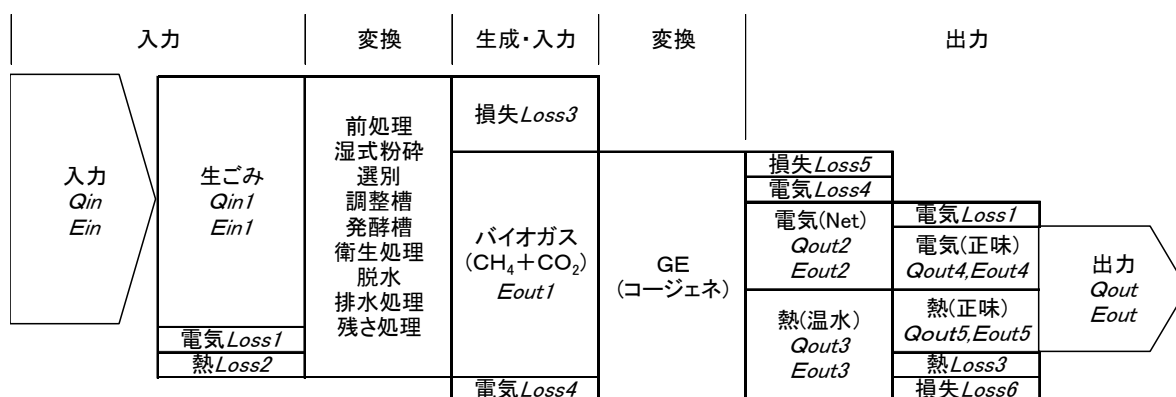 入力
変換
生成・入力
変換
出力
入力
Qin
Ein
生ごみ
Qin1
Ein1
電気Loss1
熱Loss2
前処理
湿式粉砕
選別
調整槽
発酵槽
衛生処理
脱水
排水処理
残さ処理
損失Loss3
バイオガス
(CH₄+CO₂)
Eout1
電気Loss4
GE
(コージェネ)
損失Loss5
電気Loss4
電気(Net)
Qout2
Eout2
熱(温水)
Qout3
Eout3
電気Loss1
電気(正味)
Qout4,Eout4
熱(正味)
Qout5,Eout5
熱Loss3
損失Loss6
出力
Qout
Eout